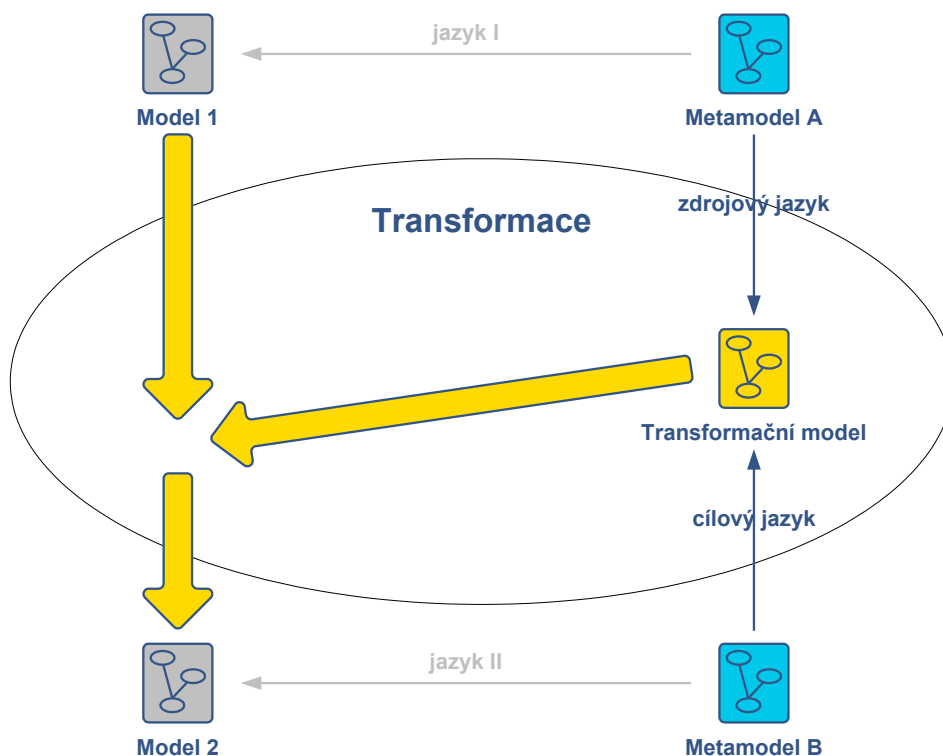 jazyk I
Model 1
Metamodel A
zdrojový jazyk
Transformace
Transformační model
cílový jazyk
jazyk II
Model 2
Metamodel B